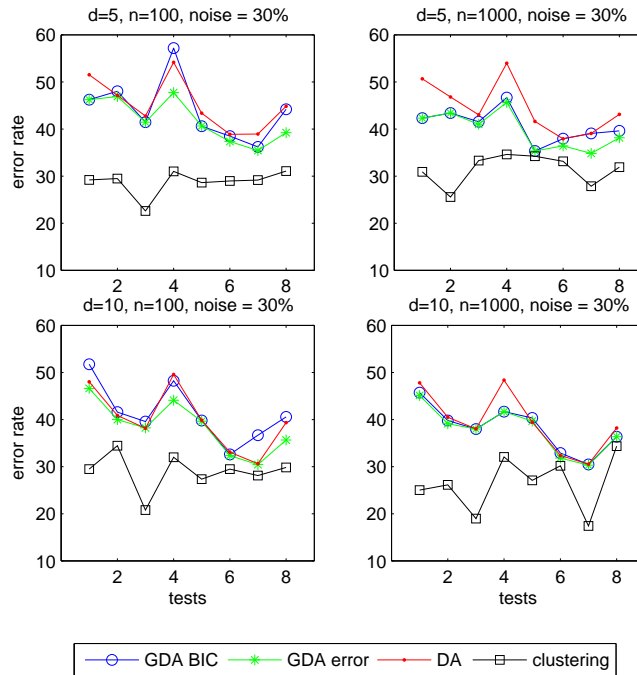 d=5, n=100, noise = 30%
60
50
40
30
20
10
error rate
2 4 6 8
d=5, n=1000, noise = 30%
60
50
40
30
20
10
2 4 6 8
d=10, n=100, noise = 30%
60
50
40
30
20
10
error rate
2 4 6 8
tests
d=10, n=1000, noise = 30%
60
50
40
30
20
10
2 4 6 8
tests
GDA BIC GDA error DA clustering